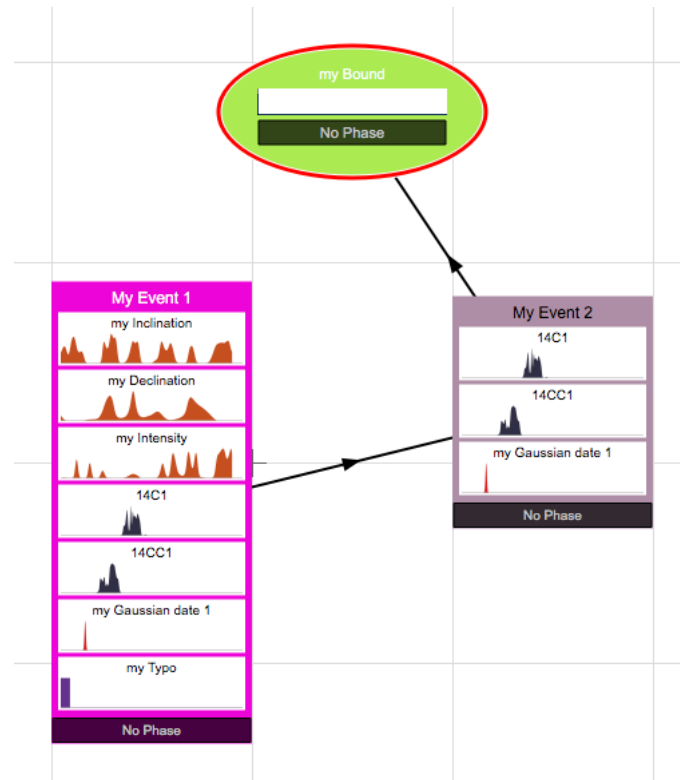 my Bound
No Phase
My Event 1
my Inclination
my Declination
my Intensity
14C1
14CC1
my Gaussian date 1
my Typo
No Phase
My Event 2
14C1
14CC1
my Gaussian date 1
No Phase